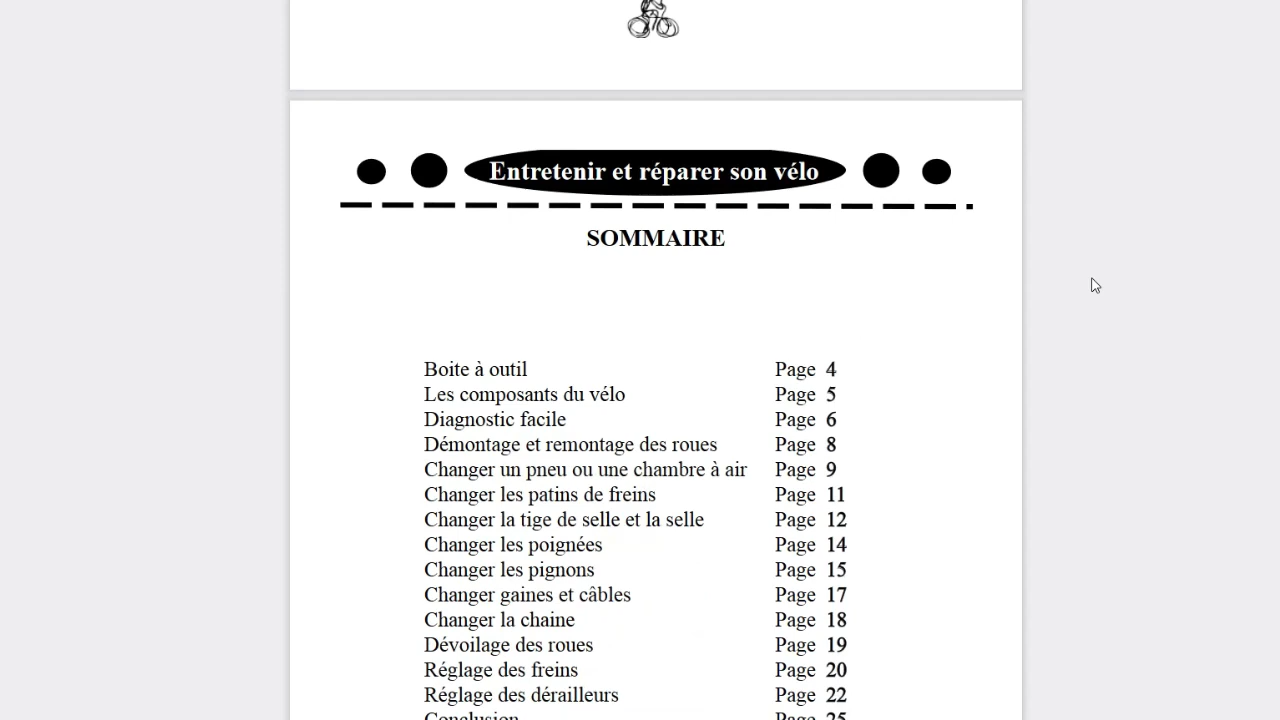 Entretenir et réparer son vélo
SOMMAIRE
Boite à outil Page 4
Les composants du vélo Page 5
Diagnostic facile Page 6
Démontage et remontage des roues Page 8
Changer un pneu ou une chambre à air Page 9
Changer les patins de freins Page 11
Changer la tige de selle et la selle Page 12
Changer les poignées Page 14
Changer les pignons Page 15
Changer gaines et câbles Page 17
Changer la chaine Page 18
Dévoilage des roues Page 19
Réglage des freins Page 20
Réglage des dérailleurs Page 22
Conclusion Page 25